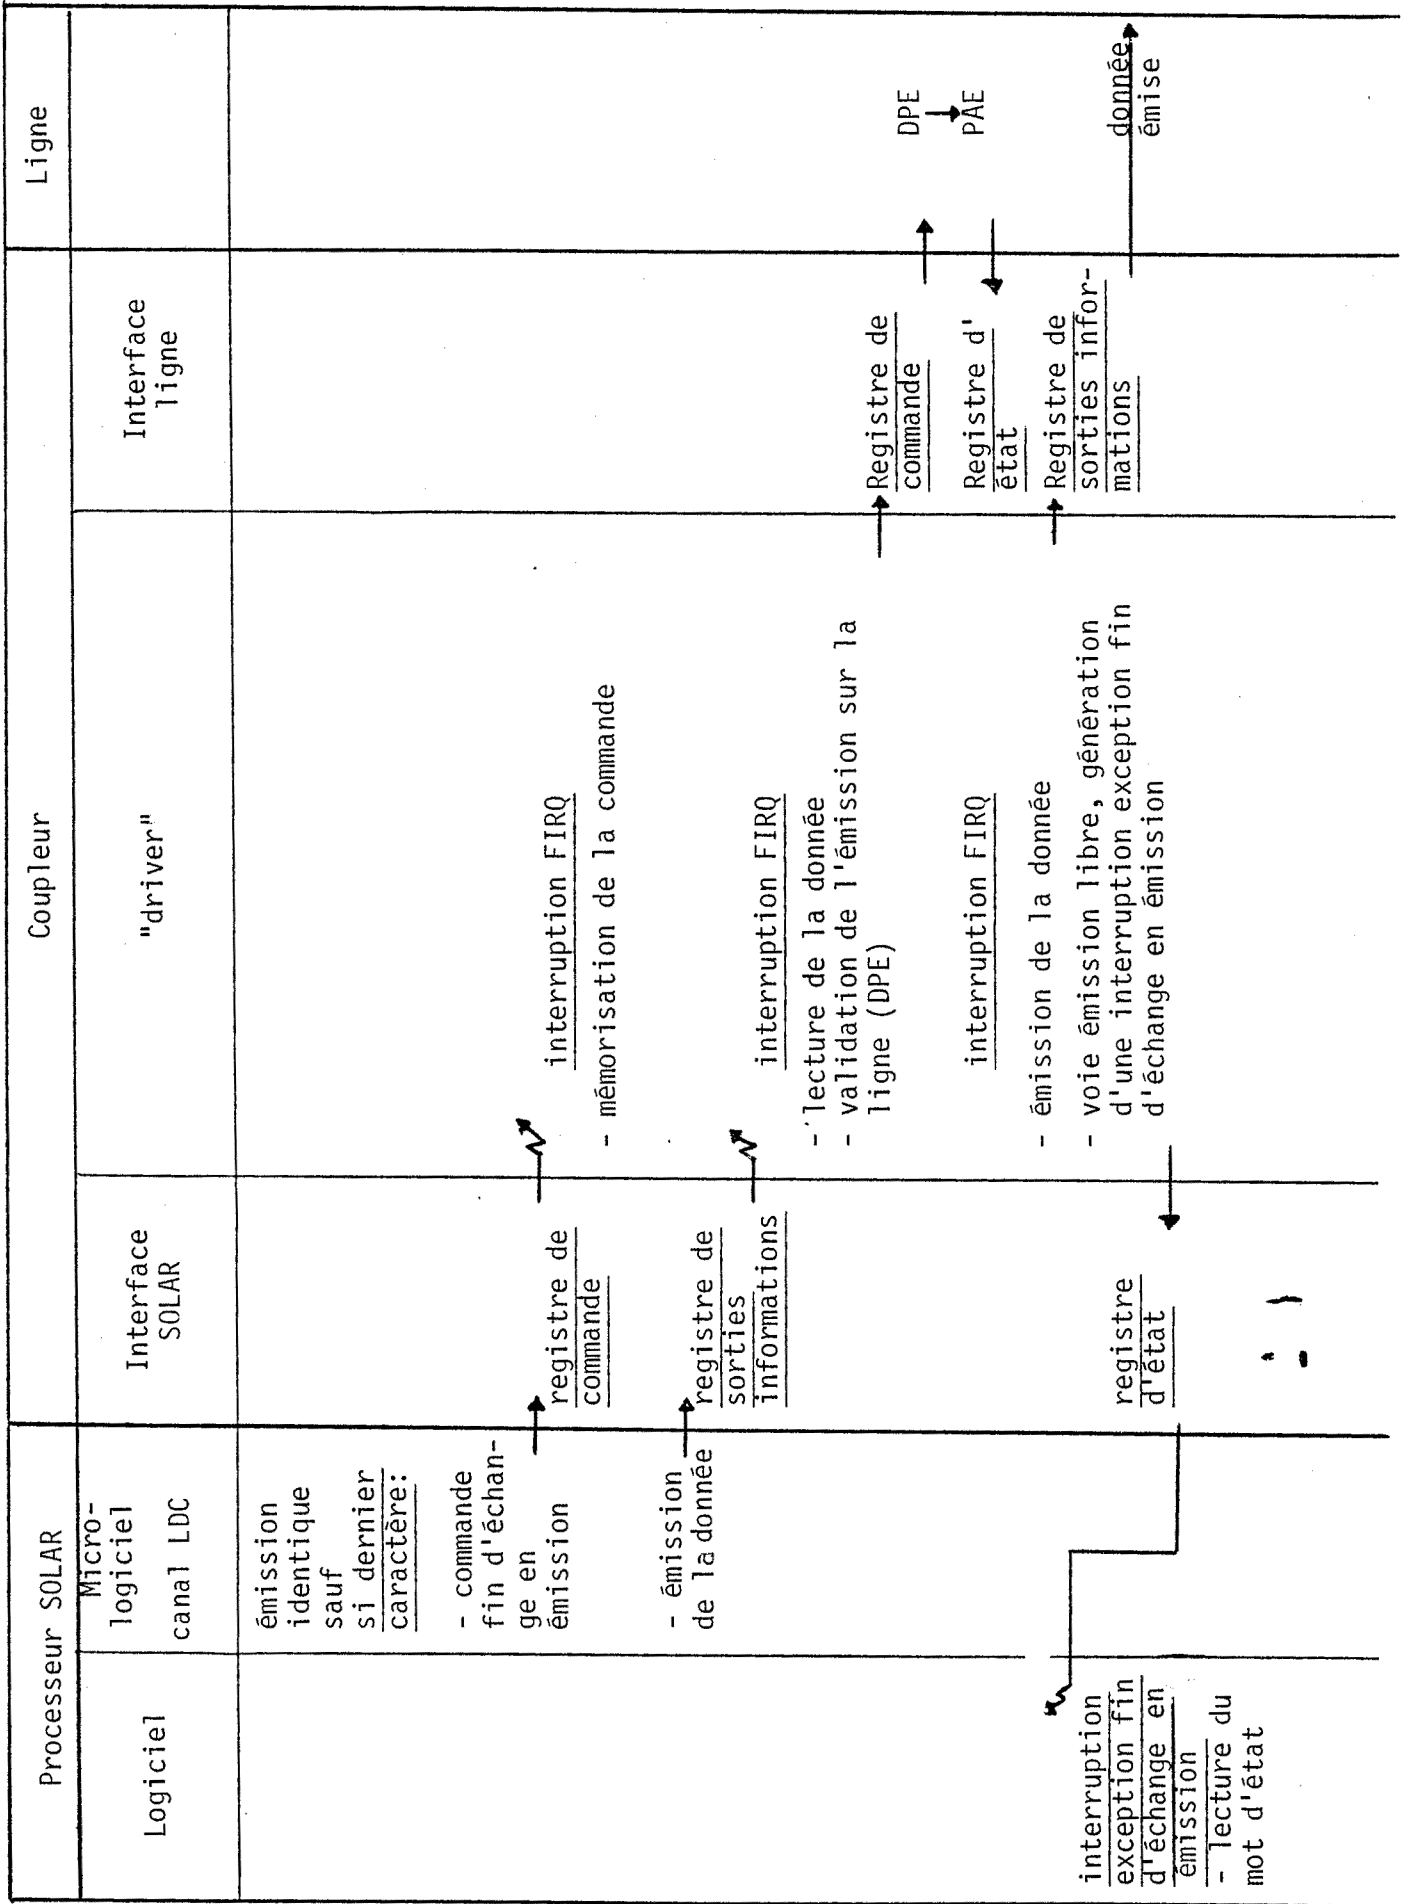 Processeur SOLAR
Coupleur
Ligne
Logiciel
Micro-
logiciel
canal LDC
Interface
SOLAR
"driver"
Interface
ligne
émission
identique
sauf
si dernier
caractère:
- commande
fin d'échan-
ge en
émission
registre de
commande
interruption FIRQ
- mémorisation de la commande
- émission
de la donnée
registre de
sorties
informations
interruption FIRQ
- lecture de la donnée
- validation de l'émission sur la
ligne (DPE)
Registre de
commande
DPE
PAE
Registre d'
état
interruption FIRQ
- émission de la donnée
Registre de
sorties infor-
mations
donnée
émise
- voie émission libre, génération
d'une interruption exception fin
d'échange en émission
registre
d'état
interruption
exception fin
d'échange en
émission
- lecture du
mot d'état